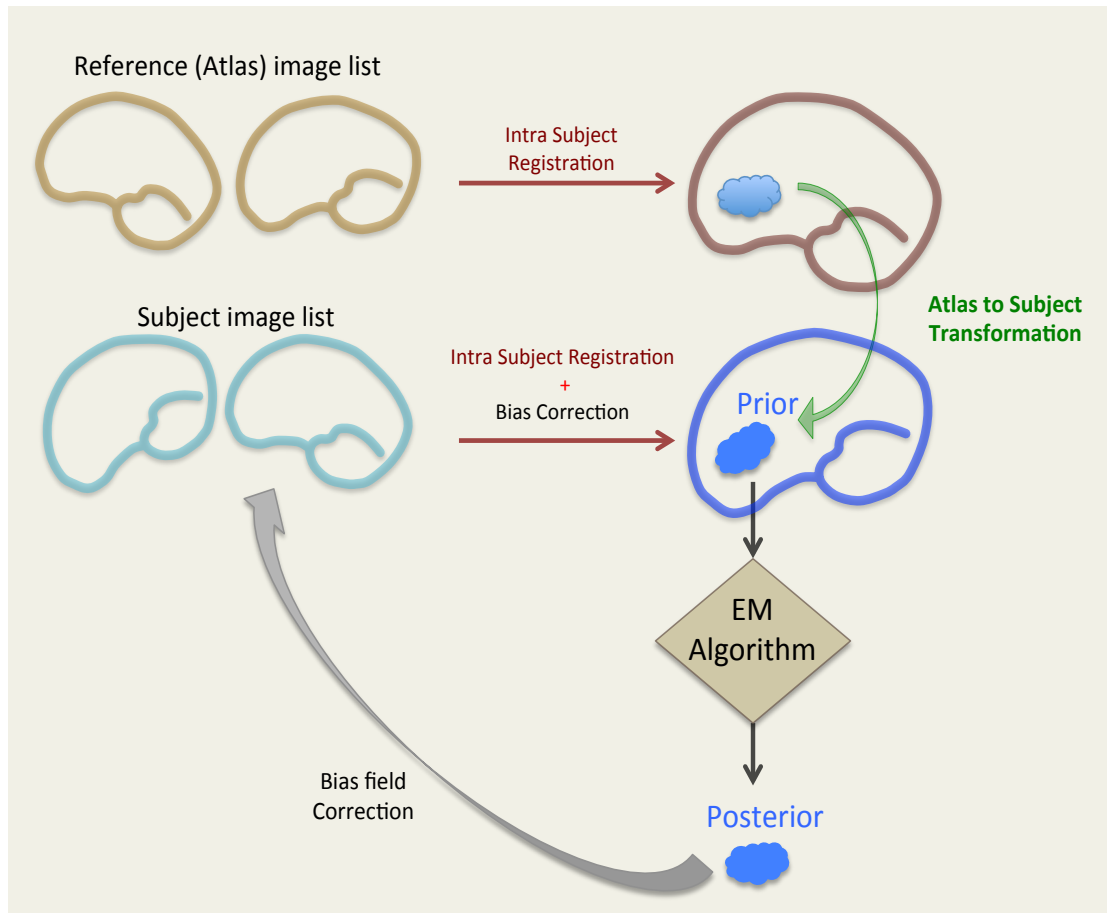 Reference (Atlas) image list
Intra Subject
Registration
Atlas to Subject
Transformation
Subject image list
Intra Subject Registration
+
Bias Correction
Prior
EM
Algorithm
Bias field
Correction
Posterior